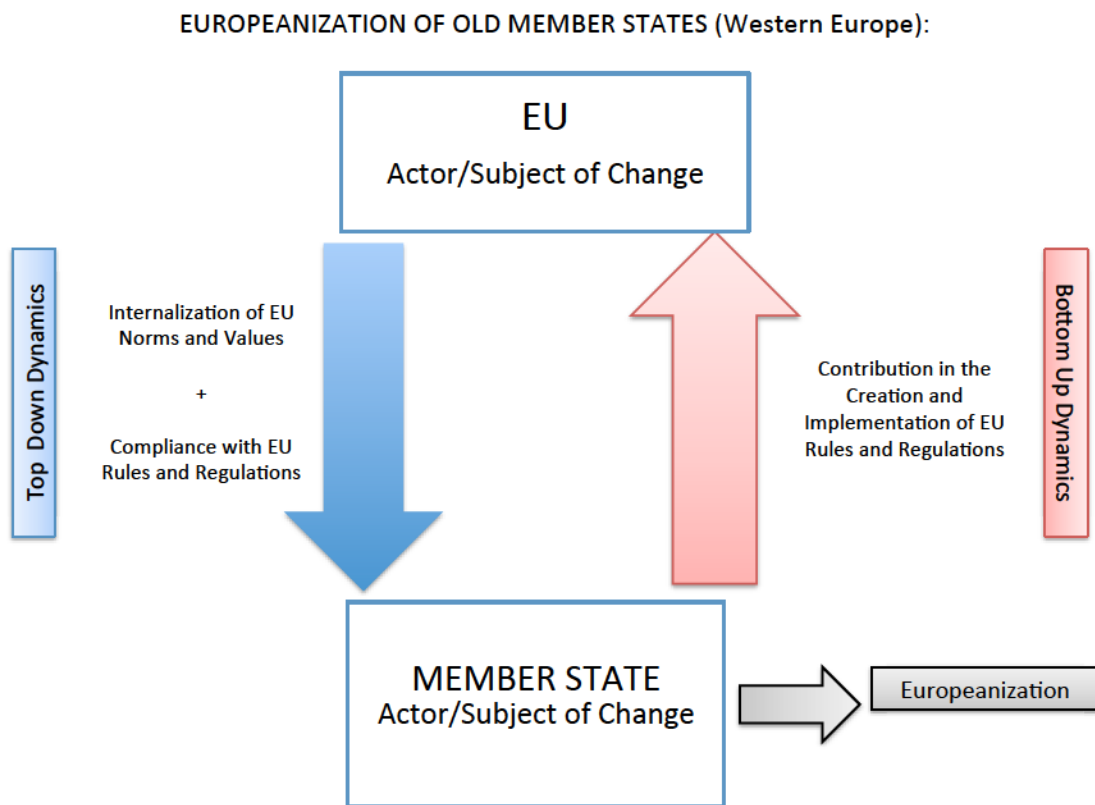 EUROPEANIZATION OF OLD MEMBER STATES (Western Europe):
EU
Actor/Subject of Change
Top Down Dynamics
Internalization of EU
Norms and Values
+
Compliance with EU
Rules and Regulations
Contribution in the
Creation and
Implementation of EU
Rules and Regulations
Bottom Up Dynamics
MEMBER STATE
Actor/Subject of Change
Europeanization